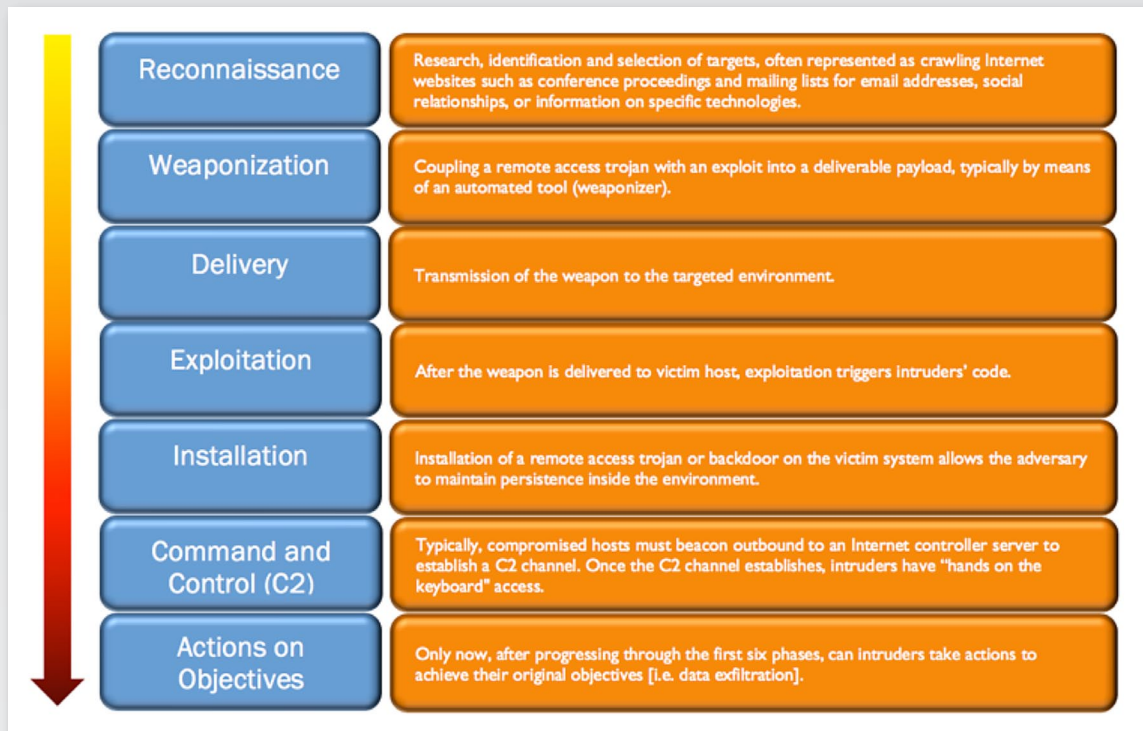 Reconnaissance
Research, identification and selection of targets, often represented as crawling Internet
websites such as conference proceedings and mailing lists for email addresses, social
relationships, or information on specific technologies.
Weaponization
Coupling a remote access trojan with an exploit into a deliverable payload, typically by means
of an automated tool (weaponizer).
Delivery
Transmission of the weapon to the targeted environment.
Exploitation
After the weapon is delivered to victim host, exploitation triggers intruders’ code.
Installation
Installation of a remote access trojan or backdoor on the victim system allows the adversary
to maintain persistence inside the environment.
Command and
Control (C2)
Typically, compromised hosts must beacon outbound to an Internet controller server to
establish a C2 channel. Once the C2 channel establishes, intruders have “hands on the
keyboard” access.
Actions on
Objectives
Only now, after progressing through the first six phases, can intruders take actions to
achieve their original objectives [i.e. data exfiltration].